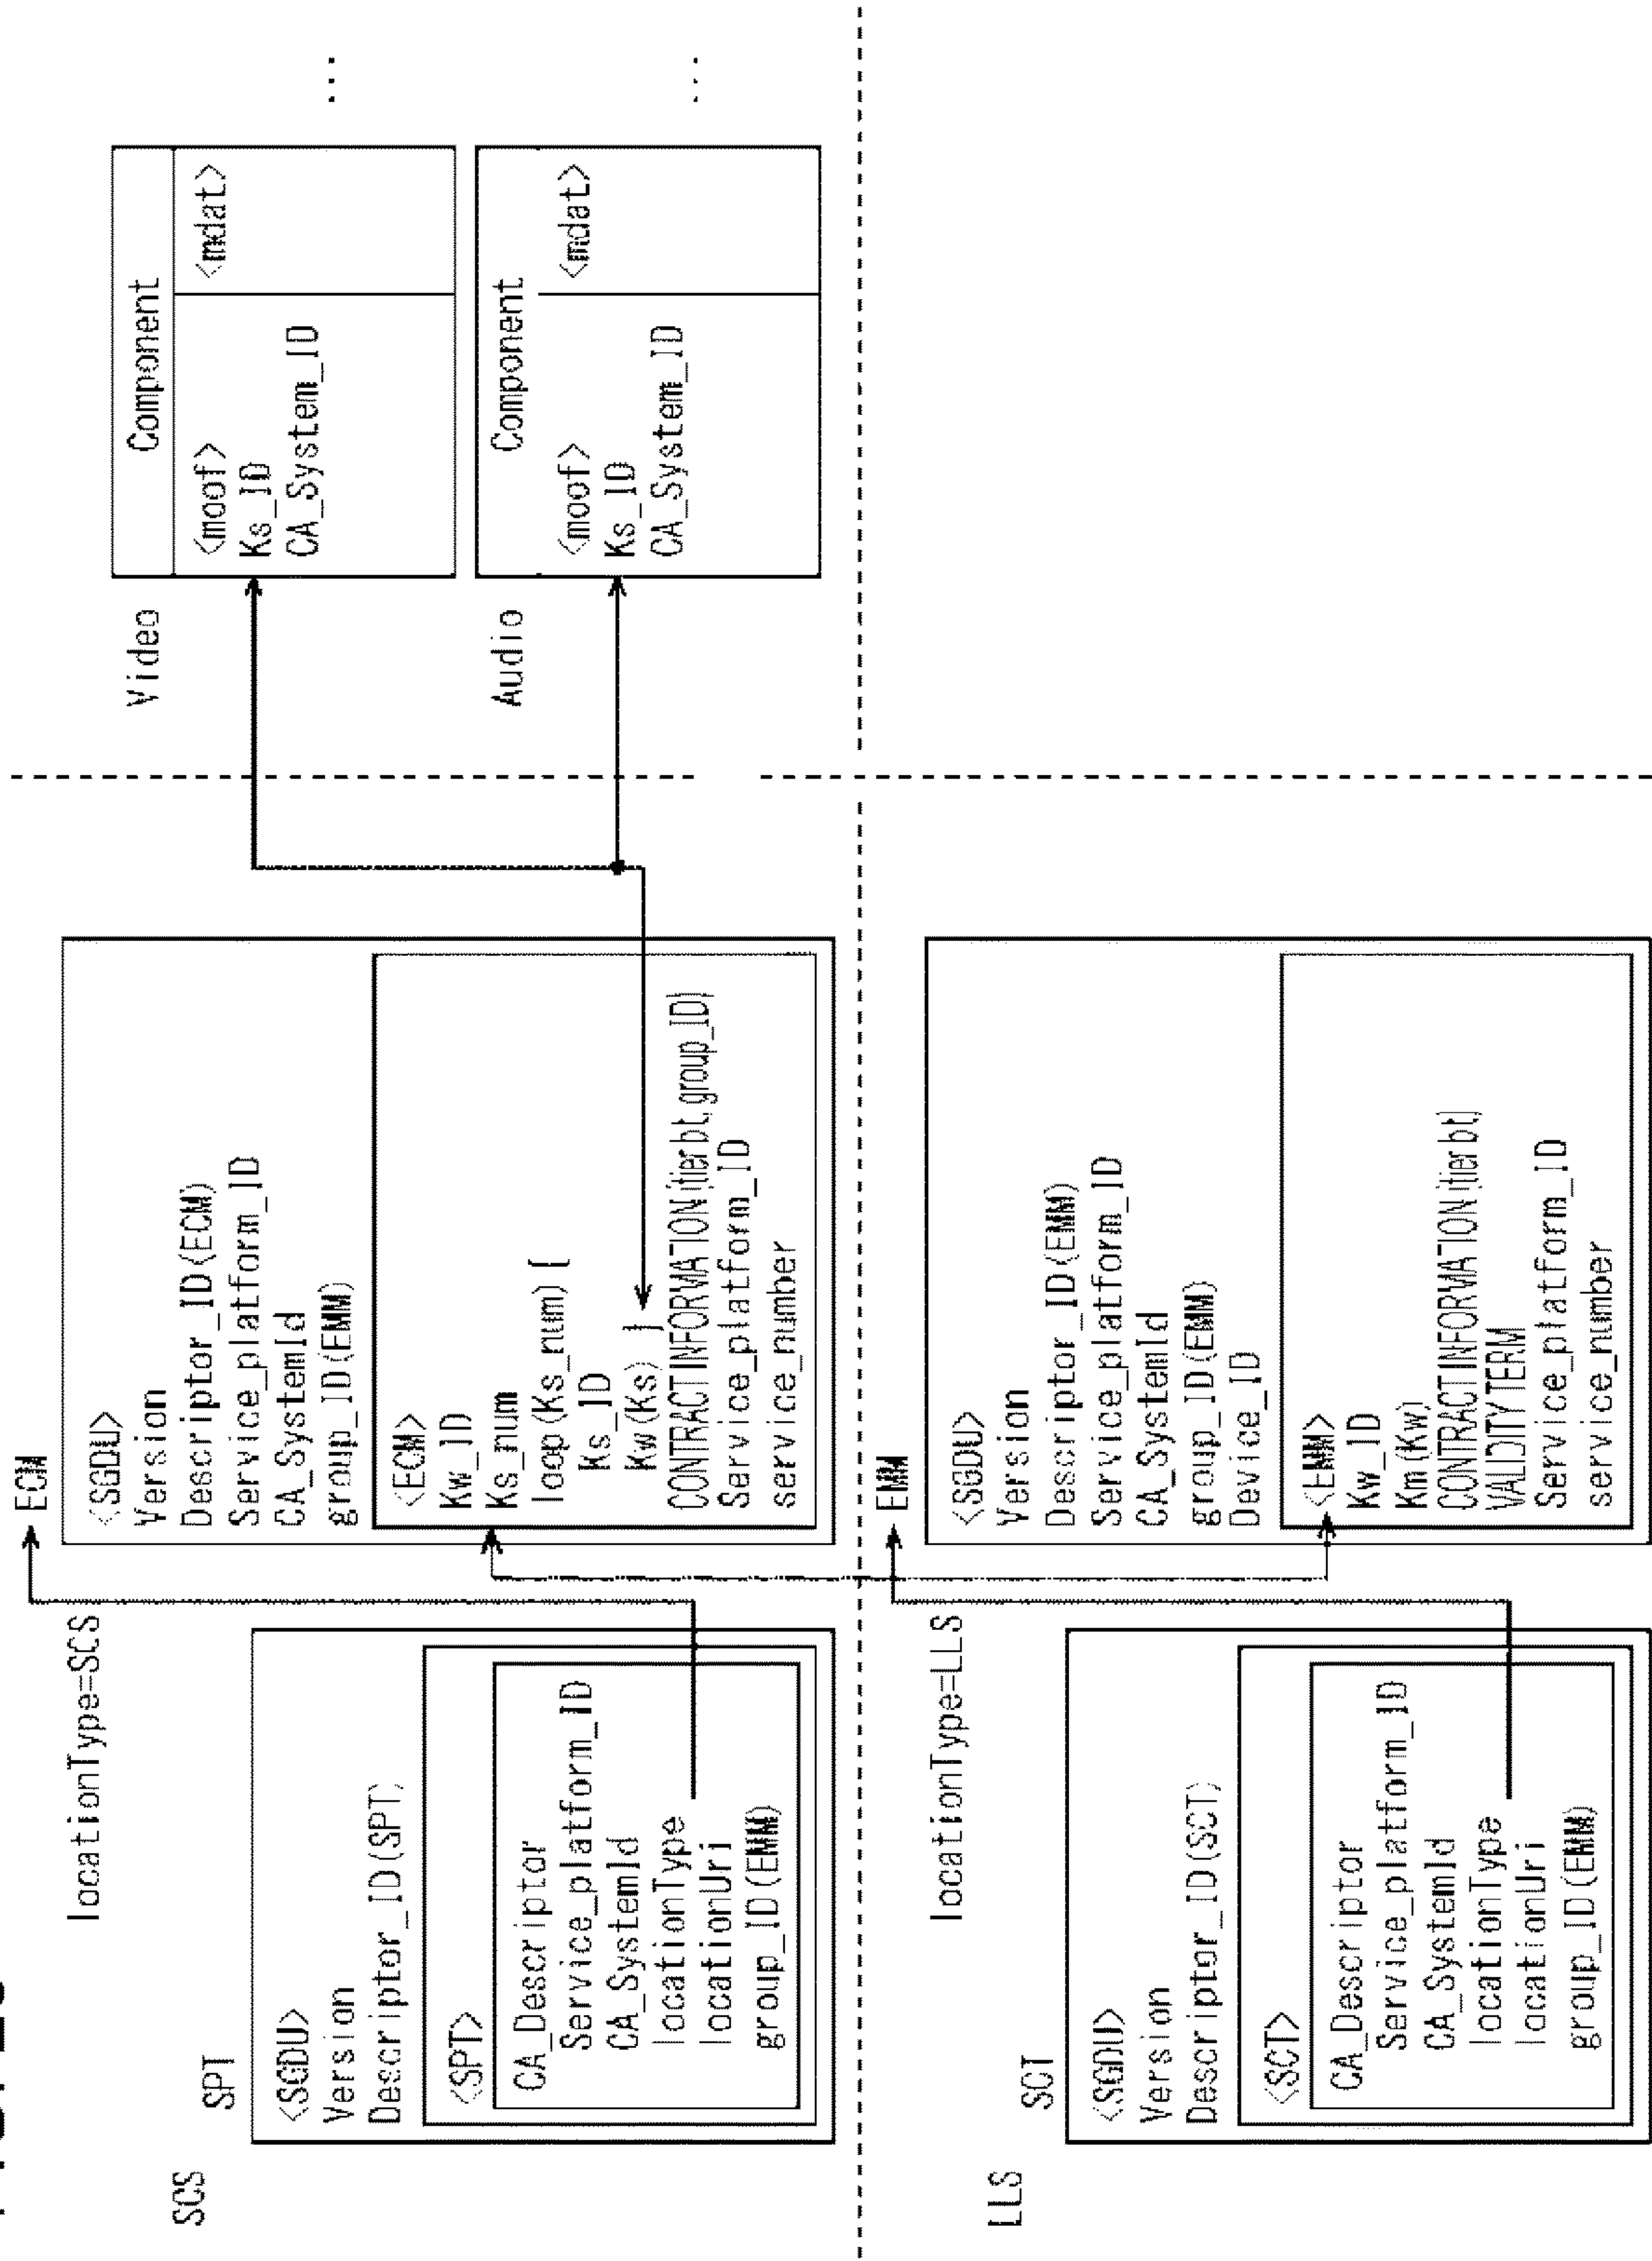 SCS
SPT
<SGDU>
Version
Descriptor_ID(SPT)
<SPT>
CA_Descriptor
Service_platform_ID
CA_SystemId
locationType
locationUri
group_ID(EMM)
locationType=SCS
ECM
<SGDU>
Version
Descriptor_ID(ECM)
Service_platform_ID
CA_SystemId
group_ID(EMM)
<ECM>
Kw_ID
Ks_num
loop(Ks_num) {
Ks_ID
Kw(Ks) }
CONTRACT INFORMATION(tier bt, group_ID)
Service_platform_ID
service_number
Video
Component
<moof>
Ks_ID
CA_System_ID
<mdat>
...
Audio
Component
<moof>
Ks_ID
CA_System_ID
<mdat>
...
LLS
SCT
<SGDU>
Version
Descriptor_ID(SCT)
<SCT>
CA_Descriptor
Service_platform_ID
CA_SystemId
locationType
locationUri
group_ID(EMM)
locationType=LLS
EMM
<SGDU>
Version
Descriptor_ID(EMM)
Service_platform_ID
CA_SystemId
group_ID(EMM)
Device_ID
<EMM>
Kw_ID
Km(Kw)
CONTRACT INFORMATION(tier bt)
VALIDITY TERM
Service_platform_ID
service_number